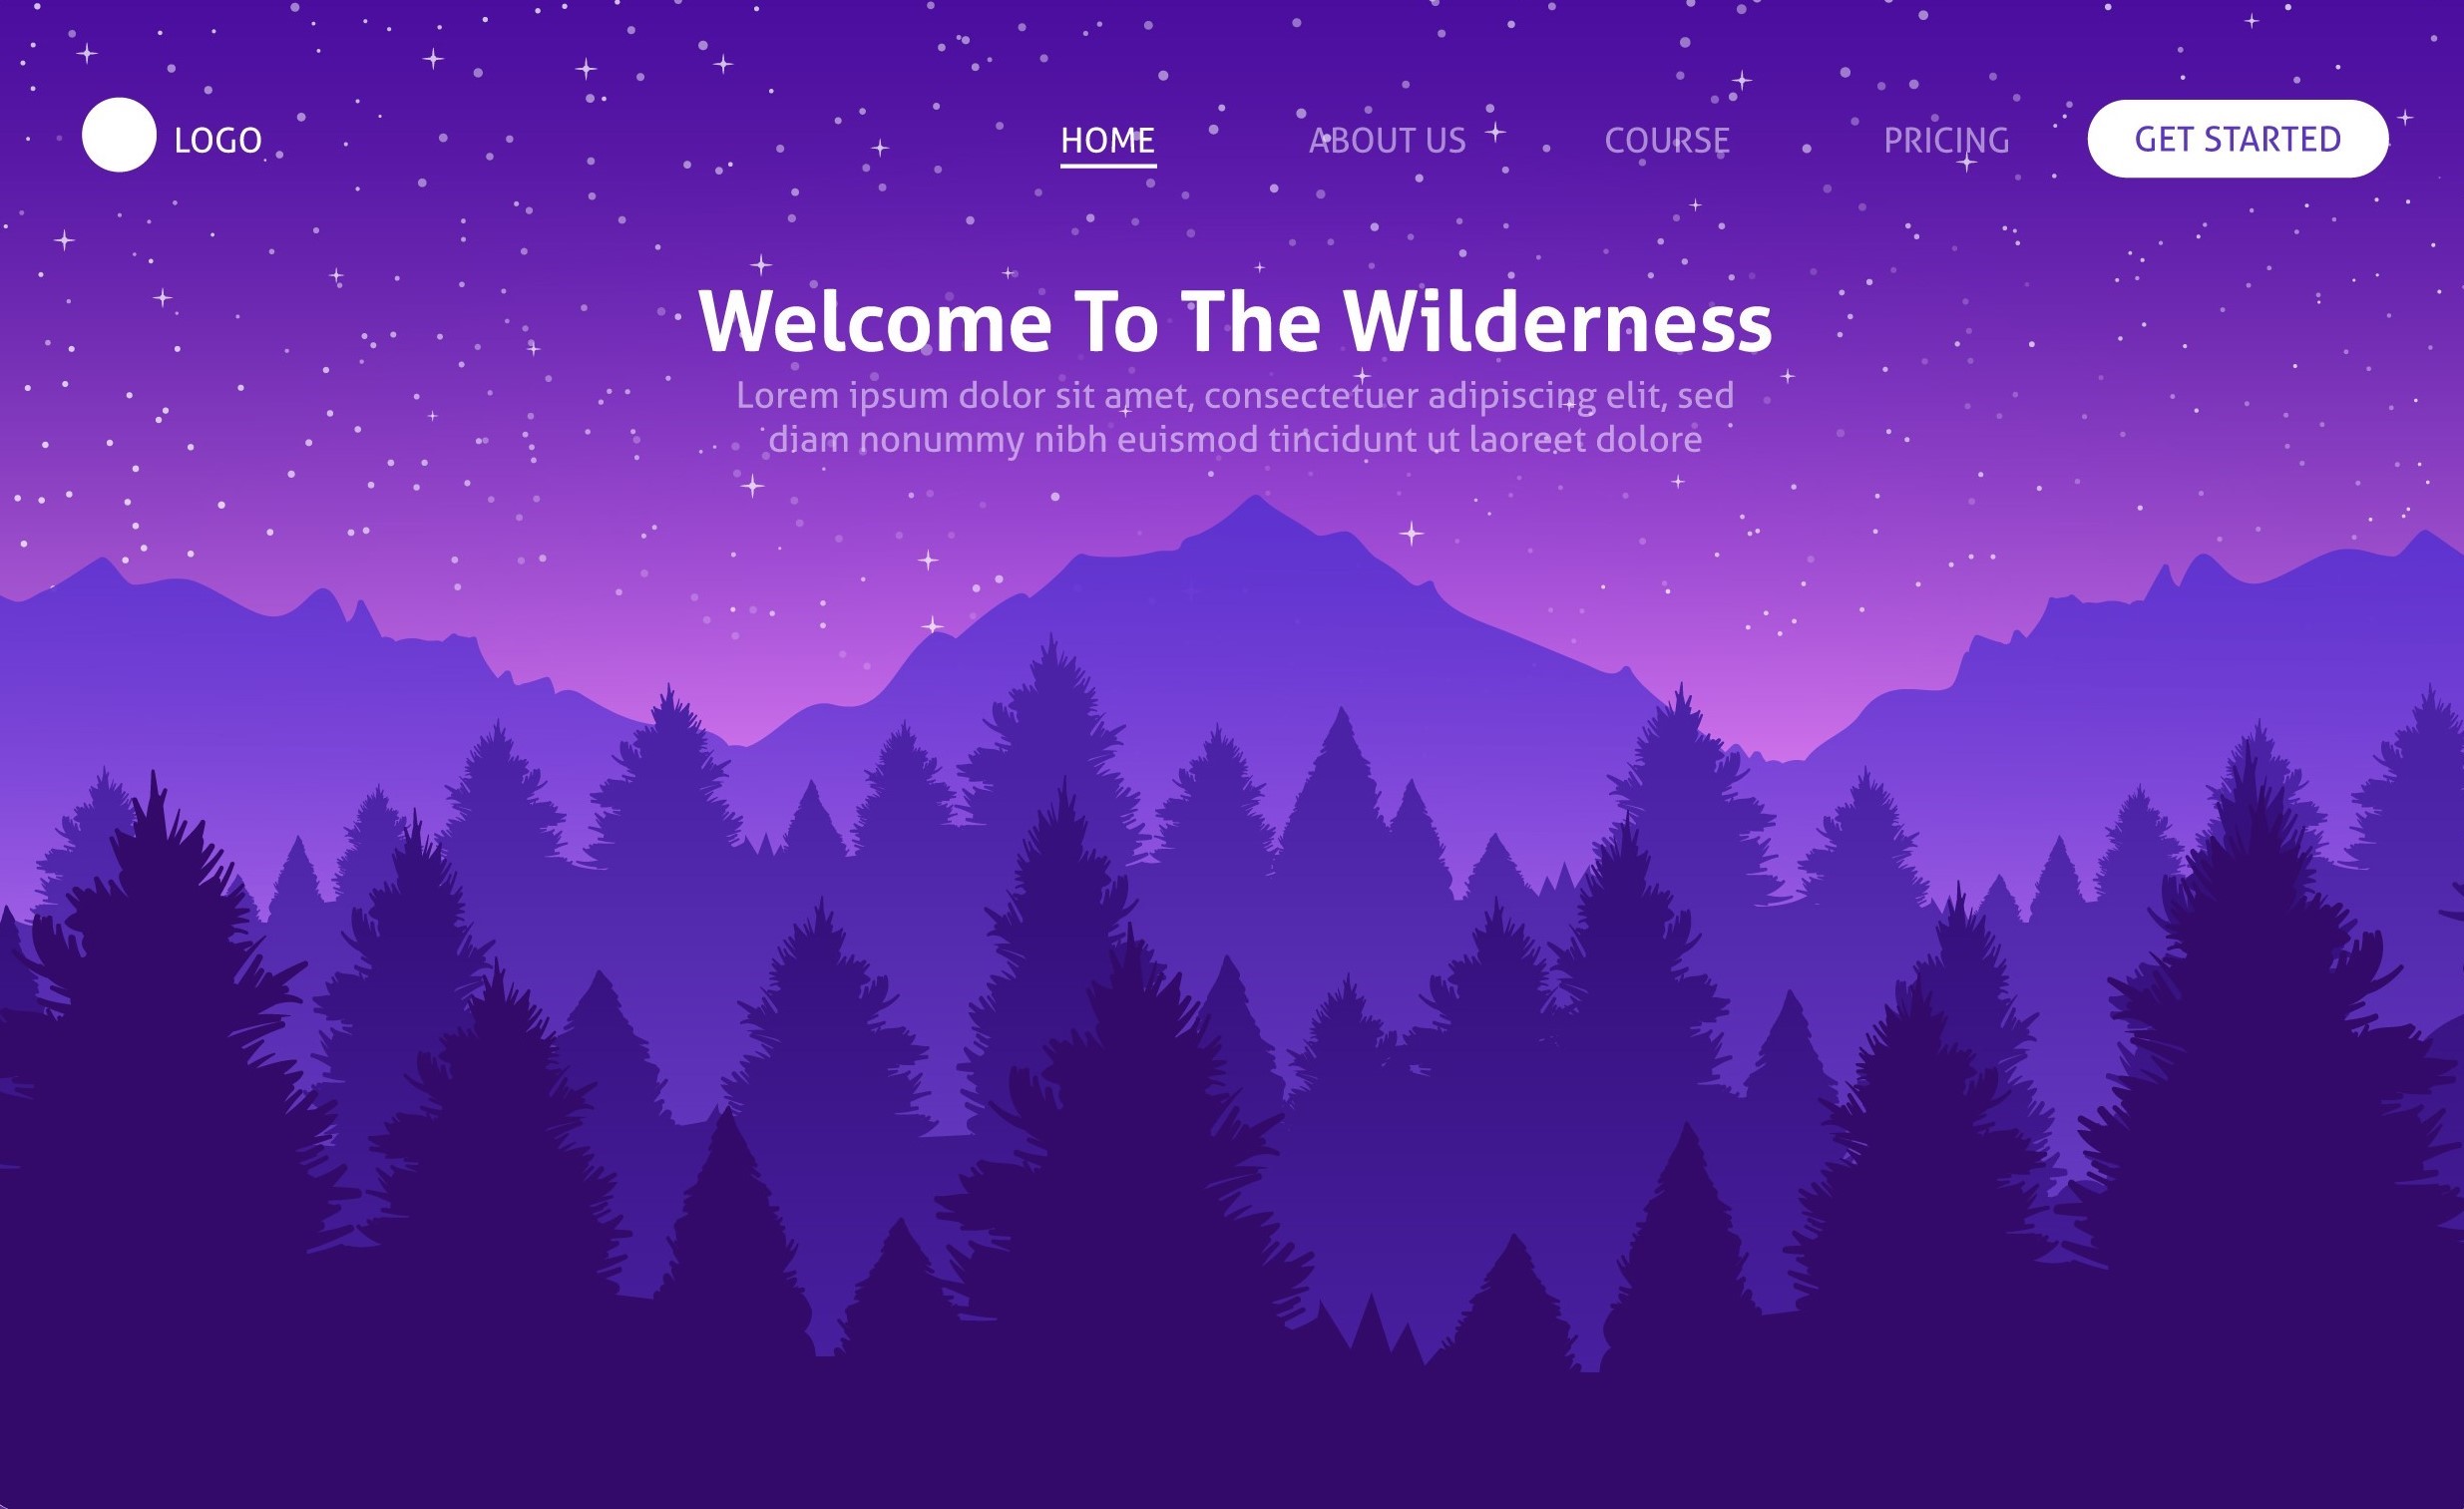 LOGO
HOME
ABOUT US
COURSE
PRICING
GET STARTED
Welcome To The Wilderness
Lorem ipsum dolor sit amet, consectetuer adipiscing elit, sed
diam nonummy nibh euismod tincidunt ut laoreet dolore